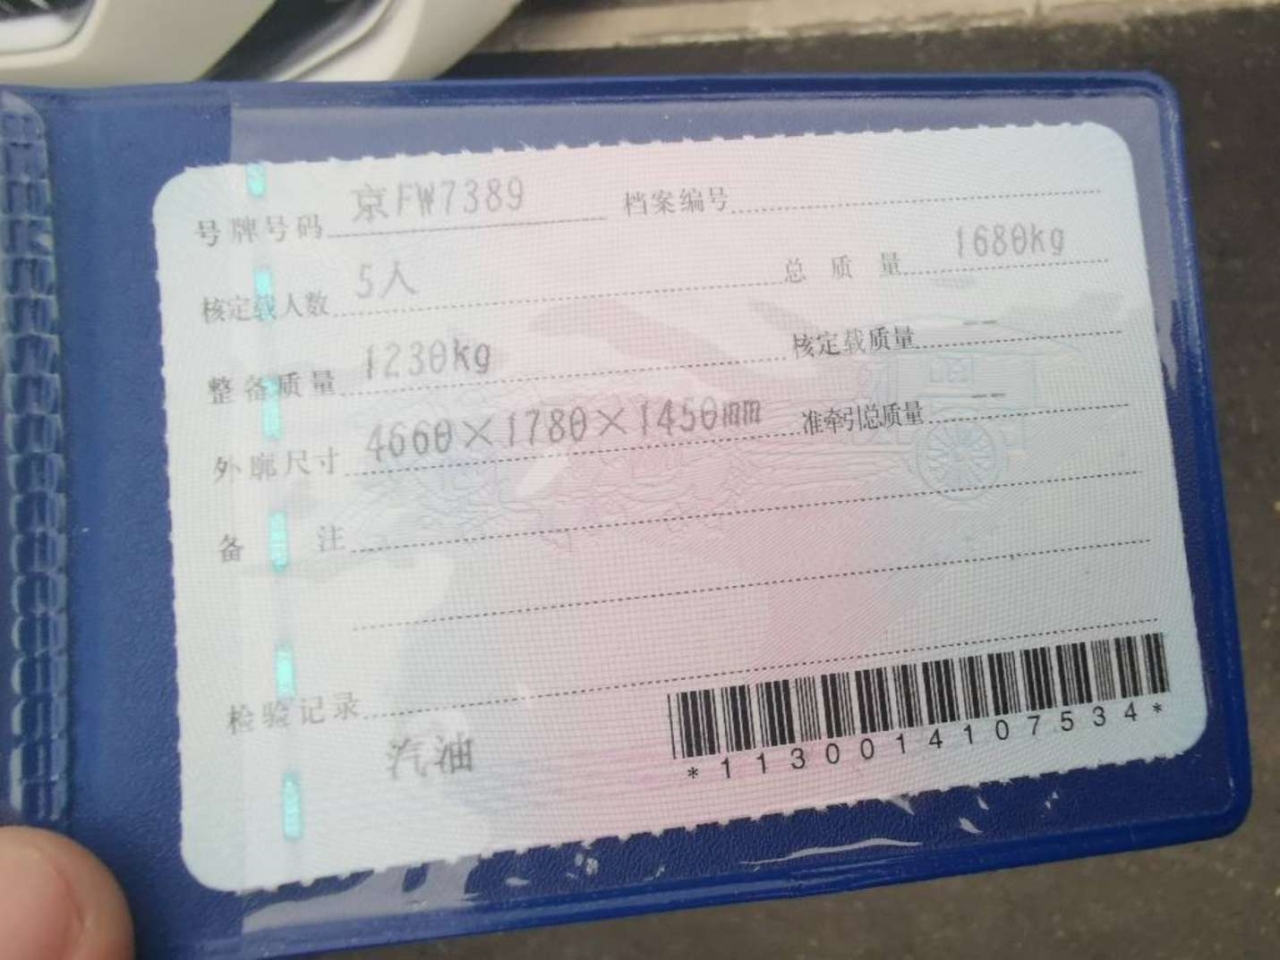 号牌号码 京FW7389 档案编号
核定载人数 5人 总质量 1680kg
整备质量 1230kg 核定载质量 --
外廓尺寸 4660×1780×1450mm 准牵引总质量 --
备注
检验记录
汽油
*1130014107534*